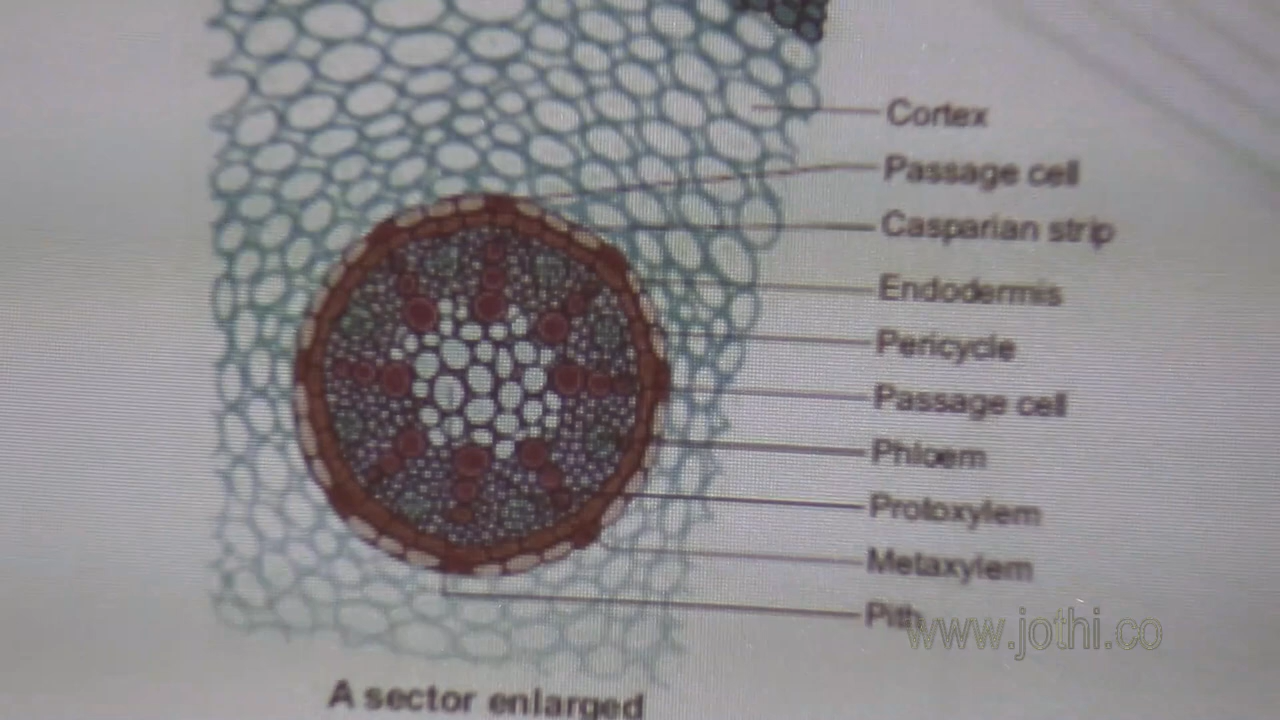 Cortex
Passage cell
Casparian strip
Endodermis
Pericycle
Passage cell
Phloem
Protoxylem
Metaxylem
Pith
www.jothi.co
A sector enlarged